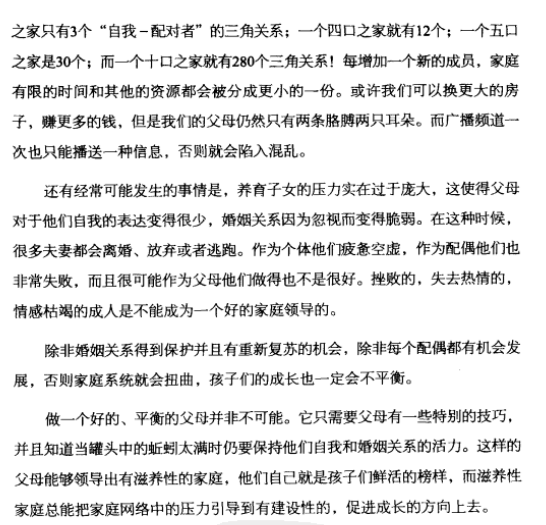 之家只有3个“自我－配对者”的三角关系；一个四口之家就有12个；一个五口
之家是30个；而一个十口之家就有280个三角关系！每增加一个新的成员，家庭
有限的时间和其他的资源都会被分成更小的一份。或许我们可以换更大的房
子，赚更多的钱，但是我们的父母仍然只有两条胳膊两只耳朵。而广播频道一
次也只能播送一种信息，否则就会陷入混乱。
还有经常可能发生的事情是，养育子女的压力实在过于庞大，这使得父母
对于他们自我的表达变得很少，婚姻关系因为忽视而变得脆弱。在这种时候，
很多夫妻都会离婚、放弃或者逃跑。作为个体他们疲惫空虚，作为配偶他们也
非常失败，而且很可能作为父母他们做得也不是很好。挫败的，失去热情的，
情感枯竭的成人是不能成为一个好的家庭领导的。
除非婚姻关系得到保护并且有重新复苏的机会，除非每个配偶都有机会发
展，否则家庭系统就会扭曲，孩子们的成长也一定会不平衡。
做一个好的、平衡的父母并非不可能。它只需要父母有一些特别的技巧，
并且知道当罐头中的蚯蚓太满时仍要保持他们自我和婚姻关系的活力。这样的
父母能够领导出有滋养性的家庭，他们自己就是孩子们鲜活的榜样，而滋养性
家庭总能把家庭网络中的压力引导到有建设性的，促进成长的方向上去。